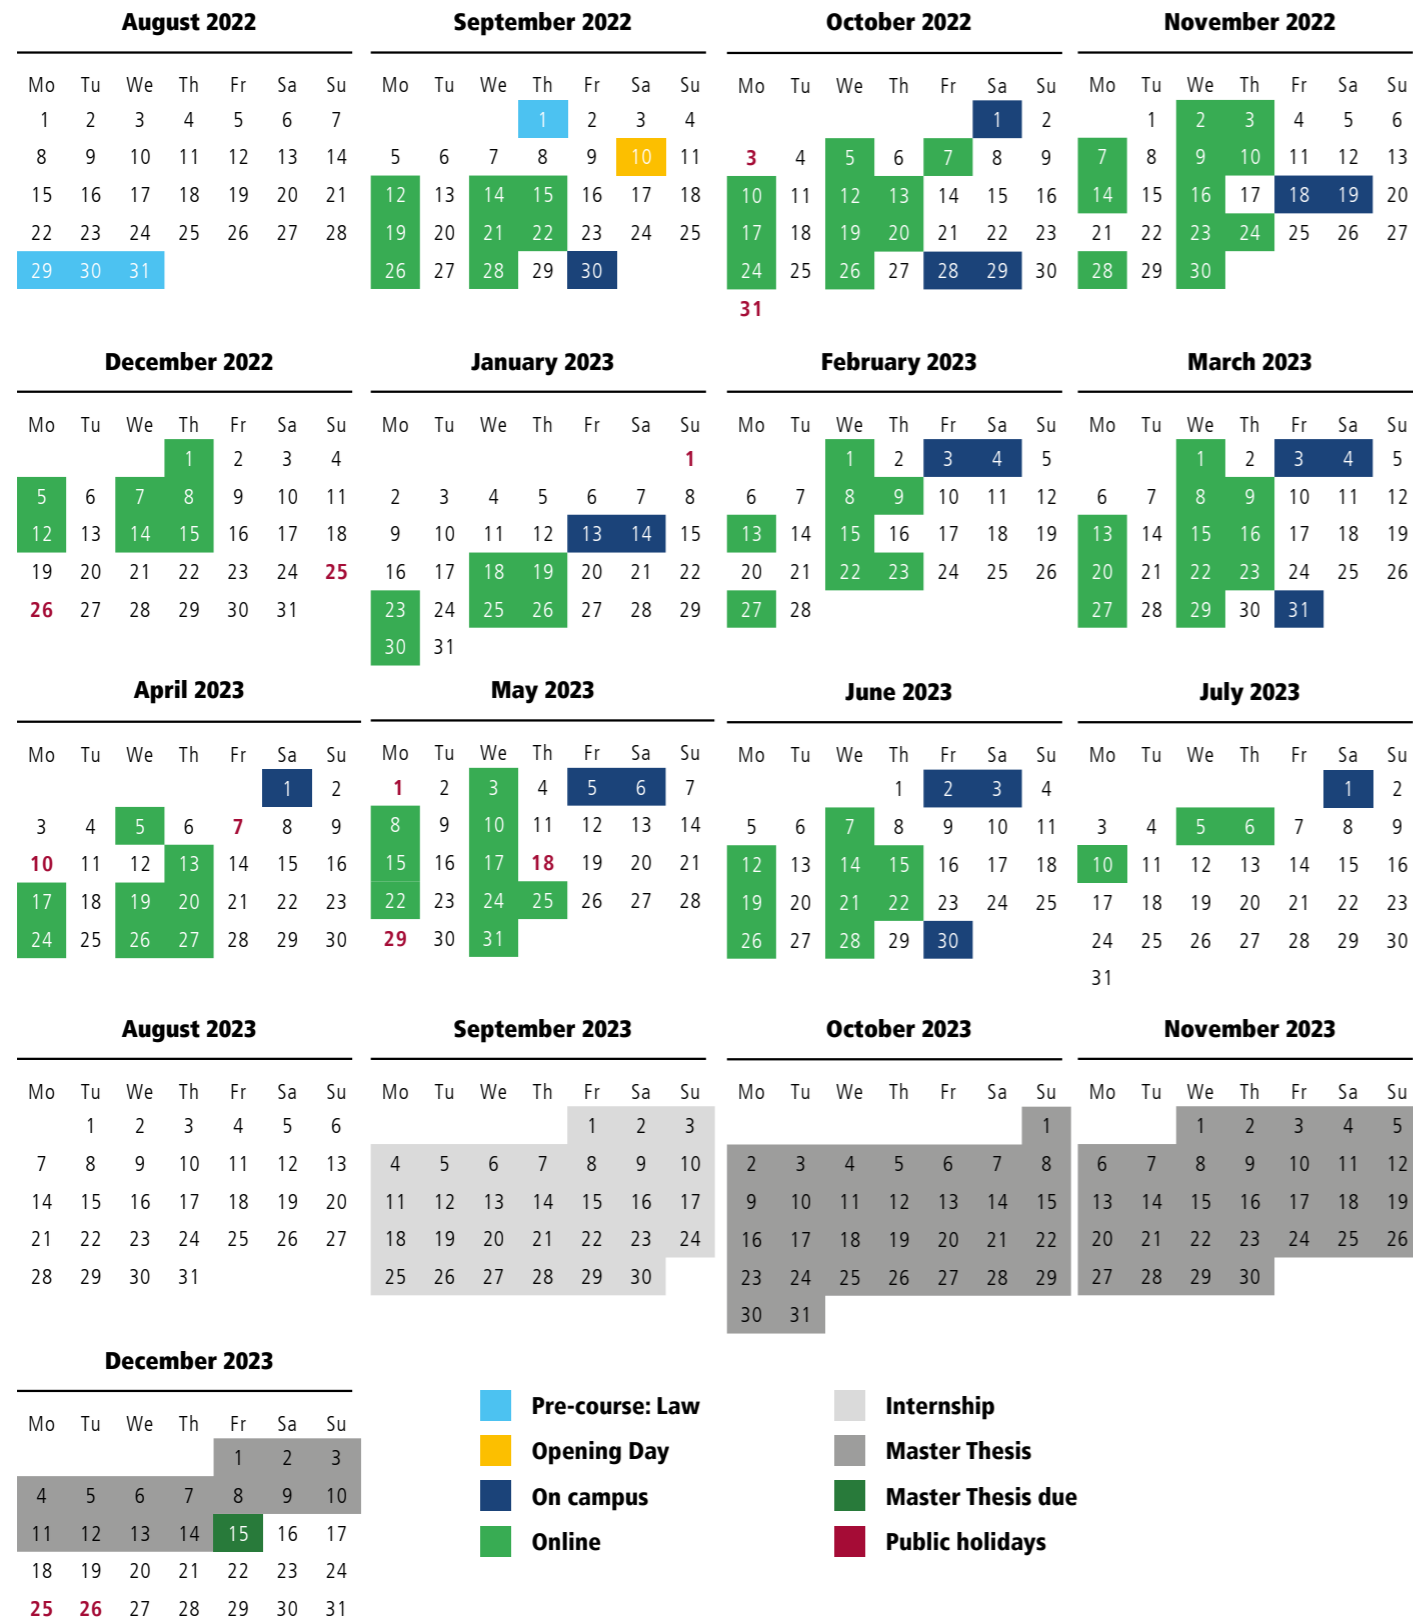 August 2022 September 2022 October 2022 November 2022
Mo Tu We Th Fr Sa Su Mo Tu We Th Fr Sa Su Mo Tu We Th Fr Sa Su Mo Tu We Th Fr Sa Su
1 2 3 4 5 6 7 1 2 3 4 1 2 1 2 3 4 5 6
8 9 10 11 12 13 14 5 6 7 8 9 10 11 3 4 5 6 7 8 9 7 8 9 10 11 12 13
15 16 17 18 19 20 21 12 13 14 15 16 17 18 10 11 12 13 14 15 16 14 15 16 17 18 19 20
22 23 24 25 26 27 28 19 20 21 22 23 24 25 17 18 19 20 21 22 23 21 22 23 24 25 26 27
29 30 31 26 27 28 29 30 24 25 26 27 28 29 30 28 29 30
31
December 2022 January 2023 February 2023 March 2023
Mo Tu We Th Fr Sa Su Mo Tu We Th Fr Sa Su Mo Tu We Th Fr Sa Su Mo Tu We Th Fr Sa Su
1 2 3 4 1 1 2 3 4 5 1 2 3 4 5
5 6 7 8 9 10 11 2 3 4 5 6 7 8 6 7 8 9 10 11 12 6 7 8 9 10 11 12
12 13 14 15 16 17 18 9 10 11 12 13 14 15 13 14 15 16 17 18 19 13 14 15 16 17 18 19
19 20 21 22 23 24 25 16 17 18 19 20 21 22 20 21 22 23 24 25 26 20 21 22 23 24 25 26
26 27 28 29 30 31 23 24 25 26 27 28 29 27 28 27 28 29 30 31
30 31
April 2023 May 2023 June 2023 July 2023
Mo Tu We Th Fr Sa Su Mo Tu We Th Fr Sa Su Mo Tu We Th Fr Sa Su Mo Tu We Th Fr Sa Su
1 2 1 2 3 4 5 6 7 1 2 3 4 1 2
3 4 5 6 7 8 9 8 9 10 11 12 13 14 5 6 7 8 9 10 11 3 4 5 6 7 8 9
10 11 12 13 14 15 16 15 16 17 18 19 20 21 12 13 14 15 16 17 18 10 11 12 13 14 15 16
17 18 19 20 21 22 23 22 23 24 25 26 27 28 19 20 21 22 23 24 25 17 18 19 20 21 22 23
24 25 26 27 28 29 30 29 30 31 26 27 28 29 30 24 25 26 27 28 29 30
31
August 2023 September 2023 October 2023 November 2023
Mo Tu We Th Fr Sa Su Mo Tu We Th Fr Sa Su Mo Tu We Th Fr Sa Su Mo Tu We Th Fr Sa Su
1 2 3 4 5 6 1 2 3 1 1 2 3 4 5
7 8 9 10 11 12 13 4 5 6 7 8 9 10 2 3 4 5 6 7 8 6 7 8 9 10 11 12
14 15 16 17 18 19 20 11 12 13 14 15 16 17 9 10 11 12 13 14 15 13 14 15 16 17 18 19
21 22 23 24 25 26 27 18 19 20 21 22 23 24 16 17 18 19 20 21 22 20 21 22 23 24 25 26
28 29 30 31 25 26 27 28 29 30 23 24 25 26 27 28 29 27 28 29 30
30 31
December 2023
Mo Tu We Th Fr Sa Su
1 2 3
4 5 6 7 8 9 10
11 12 13 14 15 16 17
18 19 20 21 22 23 24
25 26 27 28 29 30 31
Pre-course: Law
Opening Day
On campus
Online
Internship
Master Thesis
Master Thesis due
Public holidays